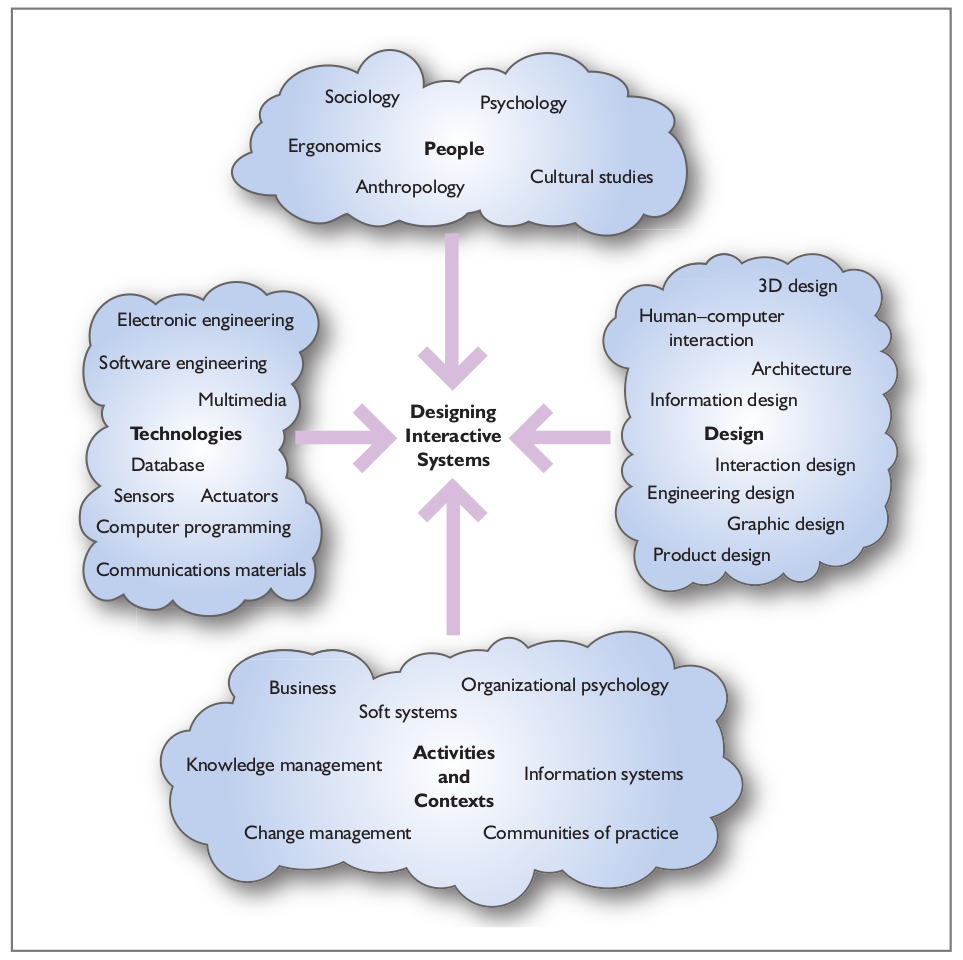 Sociology
Psychology
Ergonomics
People
Anthropology
Cultural studies
Electronic engineering
Software engineering
Multimedia
Technologies
Database
Sensors
Actuators
Computer programming
Communications materials
Designing
Interactive
Systems
3D design
Human–computer
interaction
Architecture
Information design
Design
Interaction design
Engineering design
Graphic design
Product design
Business
Organizational psychology
Soft systems
Knowledge management
Activities
and
Contexts
Information systems
Change management
Communities of practice